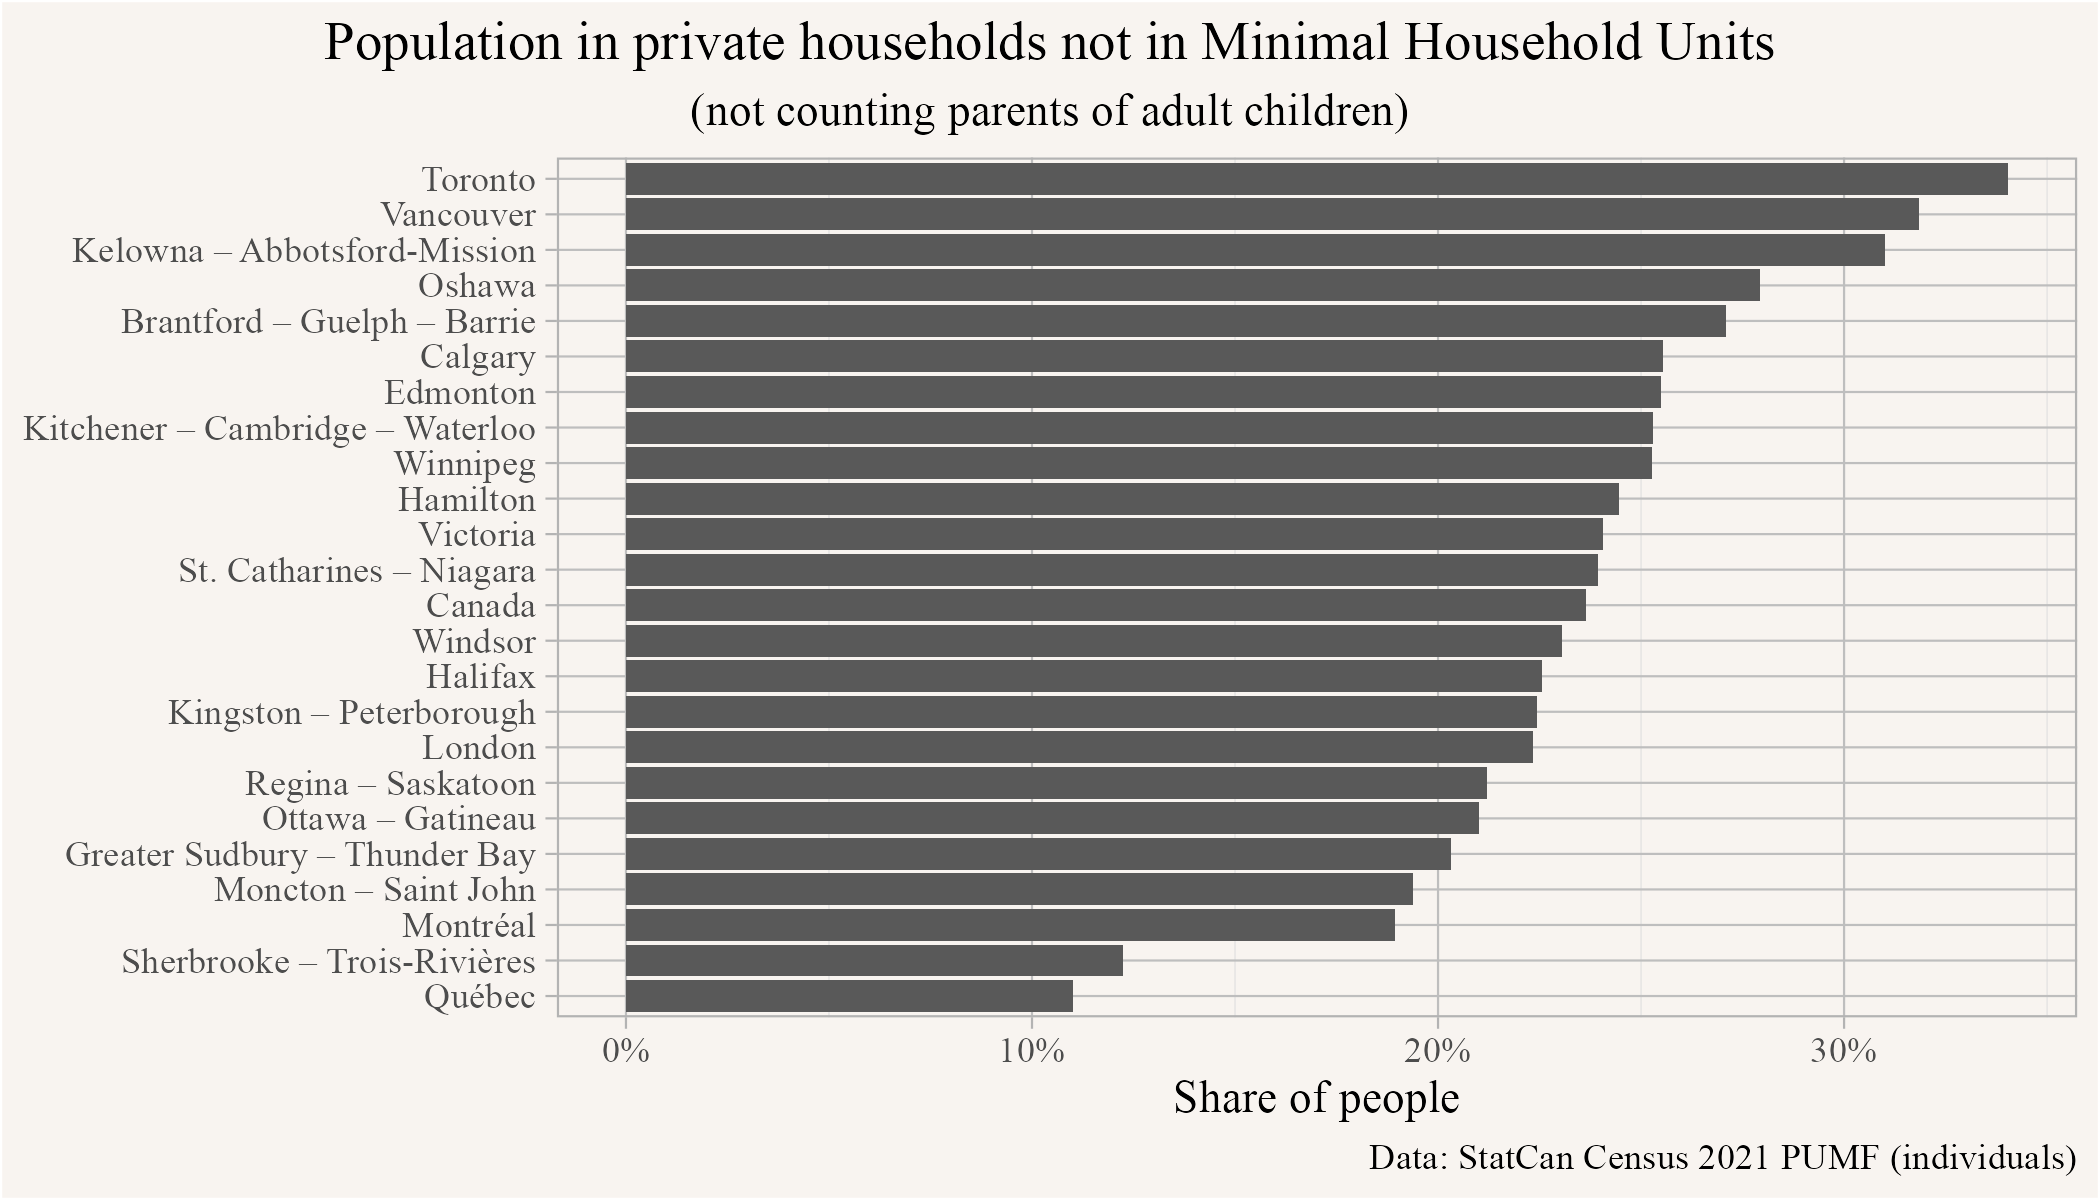 Population in private households not in Minimal Household Units
(not counting parents of adult children)
Toronto
Vancouver
Kelowna – Abbotsford-Mission
Oshawa
Brantford – Guelph – Barrie
Calgary
Edmonton
Kitchener – Cambridge – Waterloo
Winnipeg
Hamilton
Victoria
St. Catharines – Niagara
Canada
Windsor
Halifax
Kingston – Peterborough
London
Regina – Saskatoon
Ottawa – Gatineau
Greater Sudbury – Thunder Bay
Moncton – Saint John
Montréal
Sherbrooke – Trois-Rivières
Québec
0% 10% 20% 30%
Share of people
Data: StatCan Census 2021 PUMF (individuals)